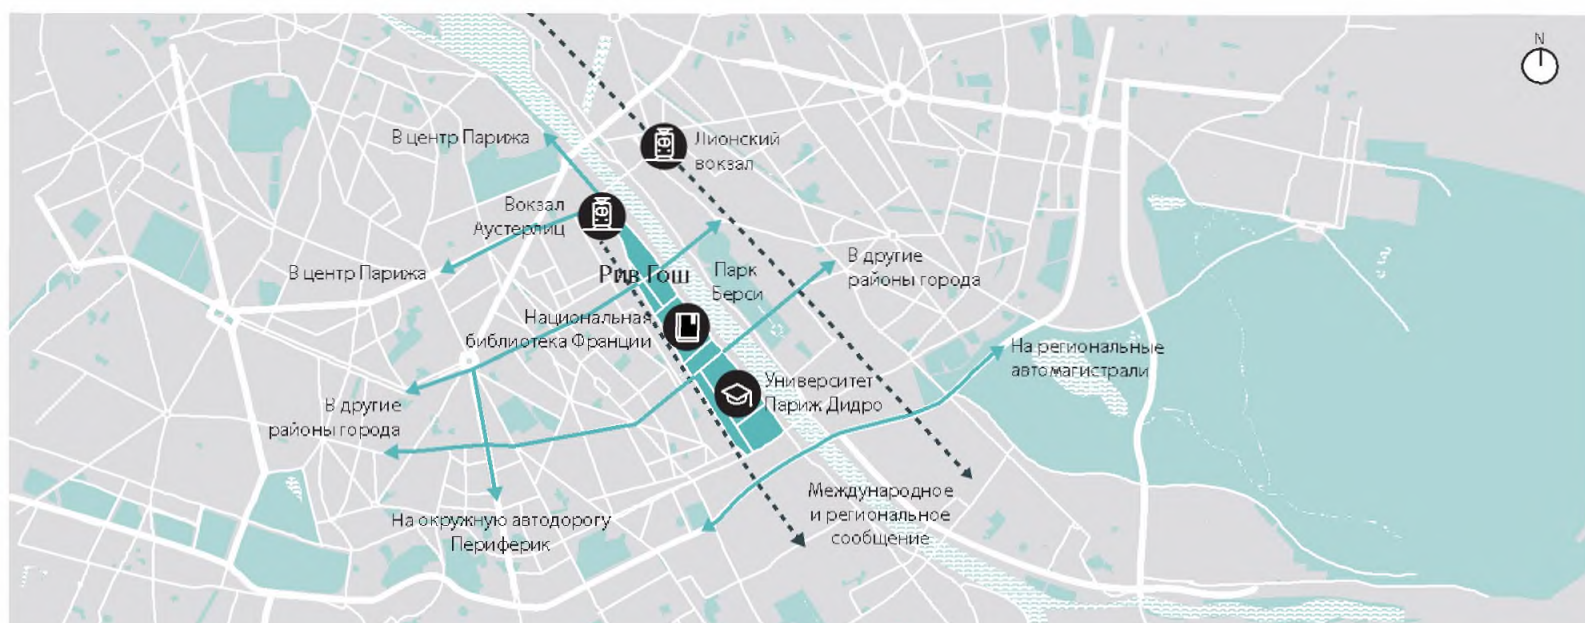 N
В центр Парижа
Лионский
вокзал
Вокзал
Аустерлиц
В центр Парижа
Рив Гош
Парк
Берси
В другие
районы города
Национальная
библиотека Франции
На региональные
автомагистрали
Университет
Париж Дидро
В другие
районы города
Международное
и региональное
сообщение
На окружную автодорогу
Периферик